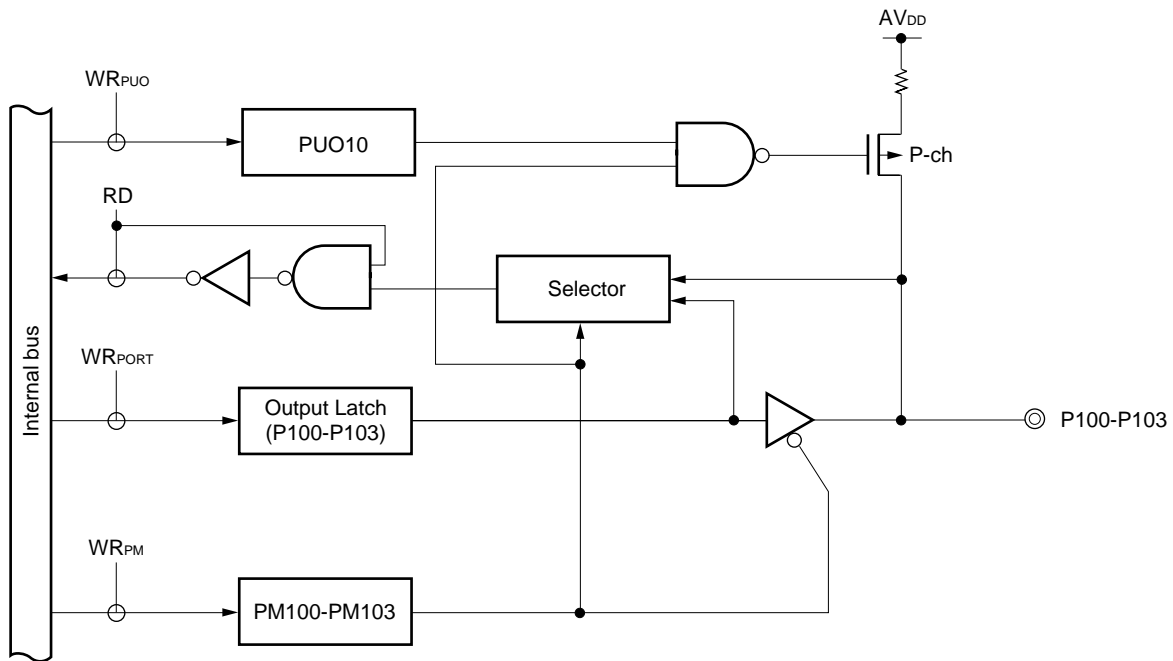 AVDD
WRPUO
PUO10
P-ch
RD
Selector
Internal bus
WRPORT
Output Latch
(P100-P103)
P100-P103
WRPM
PM100-PM103